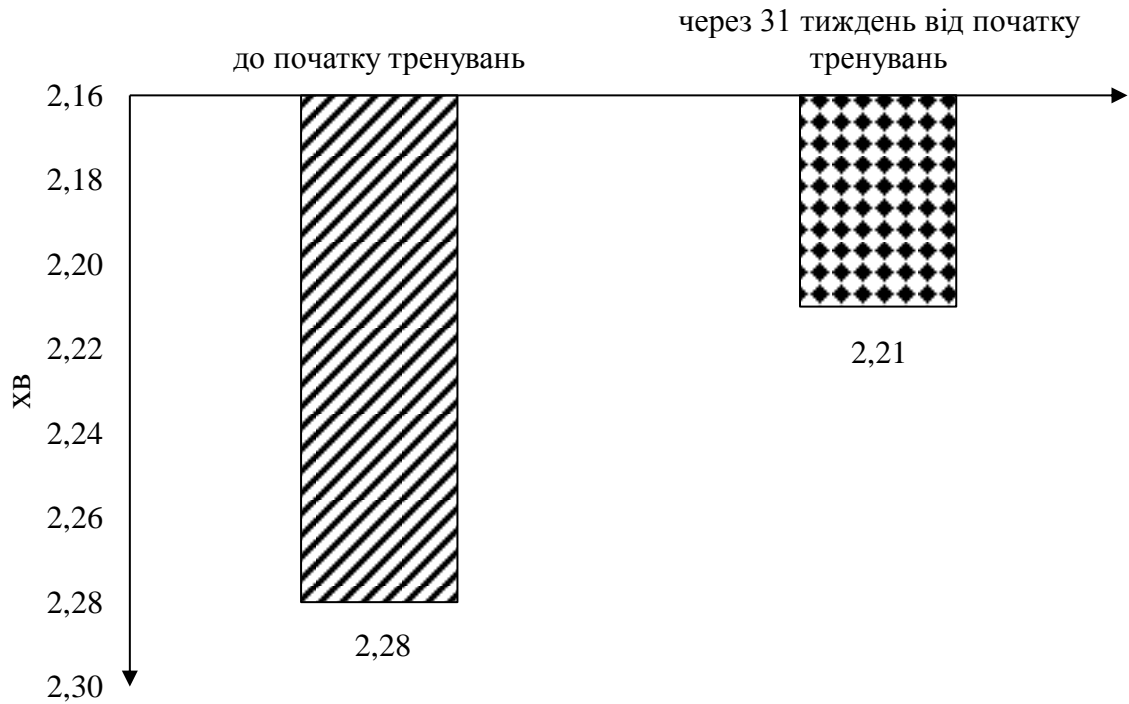 через 31 тиждень від початку
до початку тренувань
тренувань
2,16
2,18
2,20
2,22
2,21
хв
2,24
2,26
2,28
2,28
2,30